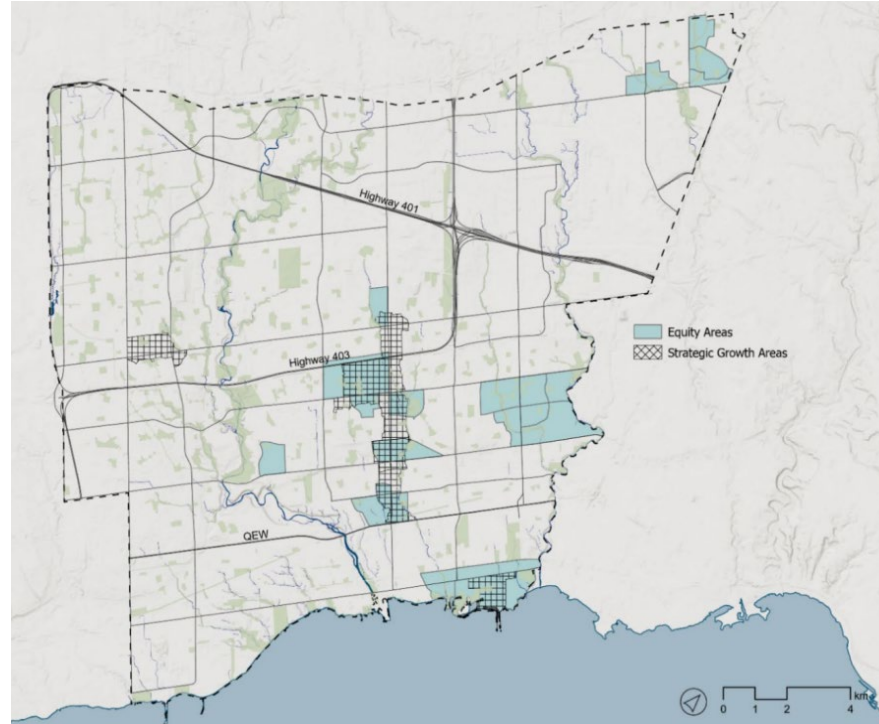 Highway 401
Equity Areas
Strategic Growth Areas
Highway 403
QEW
km
0 1 2 4